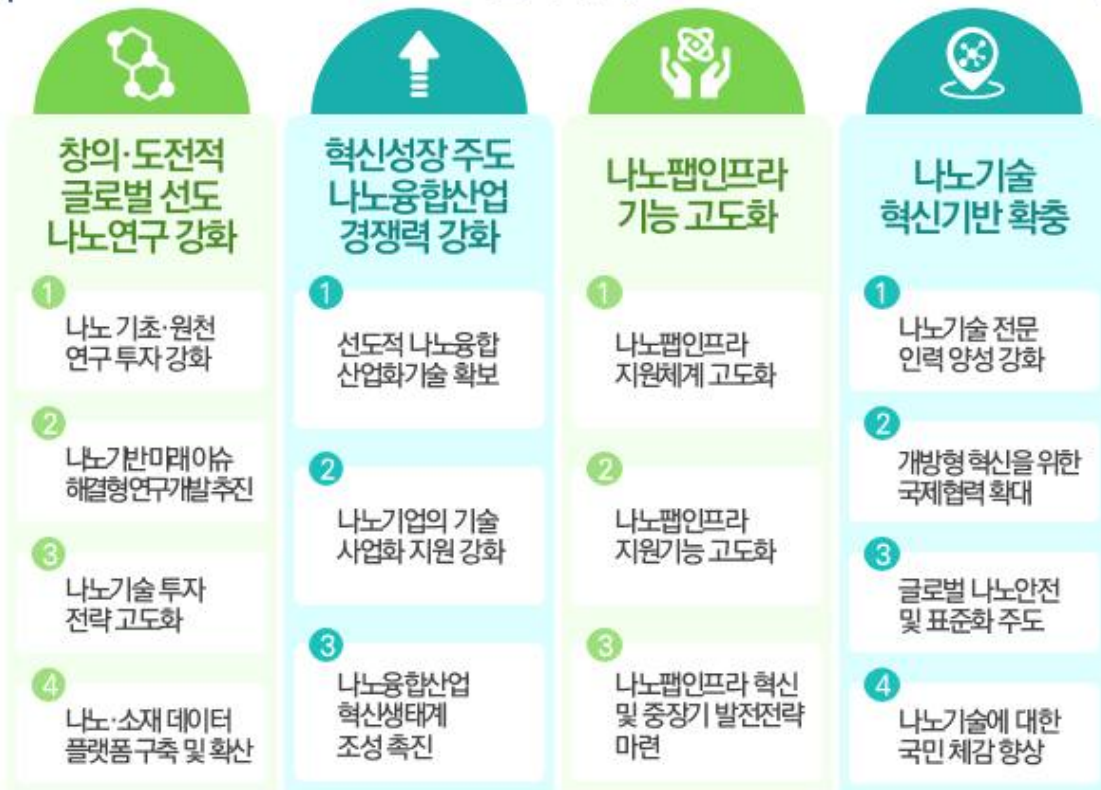 창의·도전적
글로벌 선도
나노연구 강화
1
나노 기초·원천
연구 투자 강화
2
나노기반 미래 이슈
해결형 연구개발 추진
3
나노기술 투자
전략 고도화
4
나노·소재 데이터
플랫폼 구축 및 확산
혁신성장 주도
나노융합산업
경쟁력 강화
1
선도적 나노융합
산업화기술 확보
2
나노기업의 기술
사업화 지원 강화
3
나노융합산업
혁신생태계
조성 촉진
나노팹인프라
기능 고도화
1
나노팹인프라
지원체계 고도화
2
나노팹인프라
지원기능 고도화
3
나노팹인프라 혁신
및 중장기 발전전략
마련
나노기술
혁신기반 확충
1
나노기술 전문
인력 양성 강화
2
개방형 혁신을 위한
국제협력 확대
3
글로벌 나노안전
및 표준화 주도
4
나노기술에 대한
국민 체감 향상